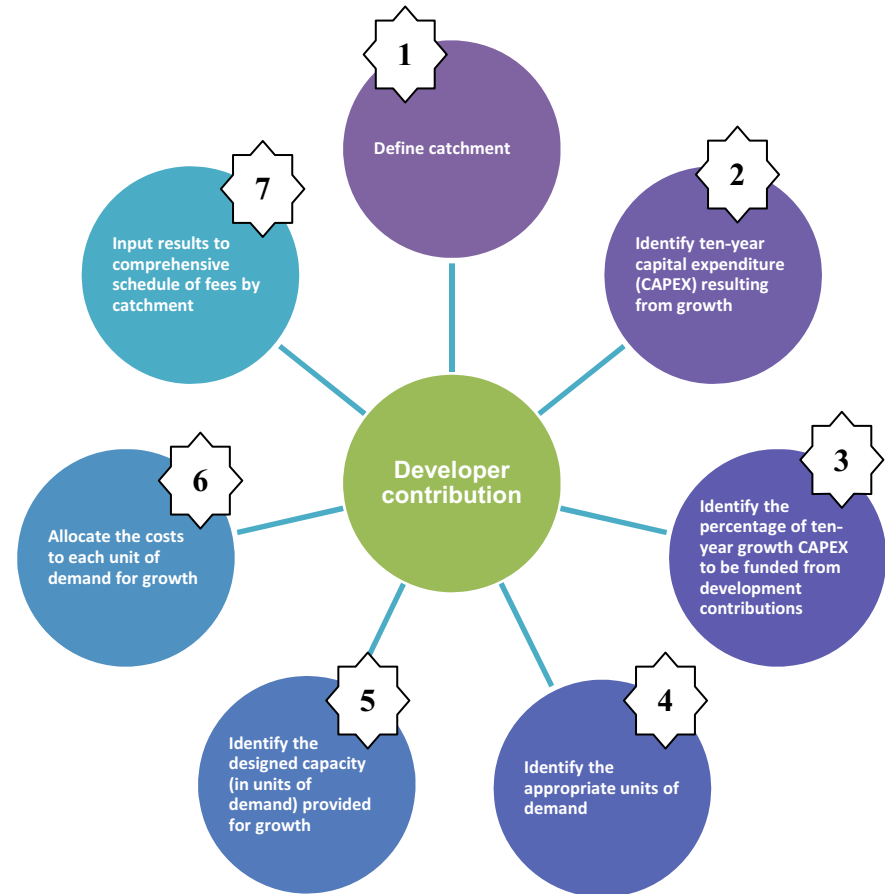 1
Define catchment
2
Identify ten-year
capital expenditure
(CAPEX) resulting
from growth
3
Identify the
percentage of ten-
year growth CAPEX
to be funded from
development
contributions
4
Identify the
appropriate units of
demand
5
Identify the
designed capacity
(in units of
demand) provided
for growth
6
Allocate the costs
to each unit of
demand for growth
7
Input results to
comprehensive
schedule of fees by
catchment
Developer
contribution